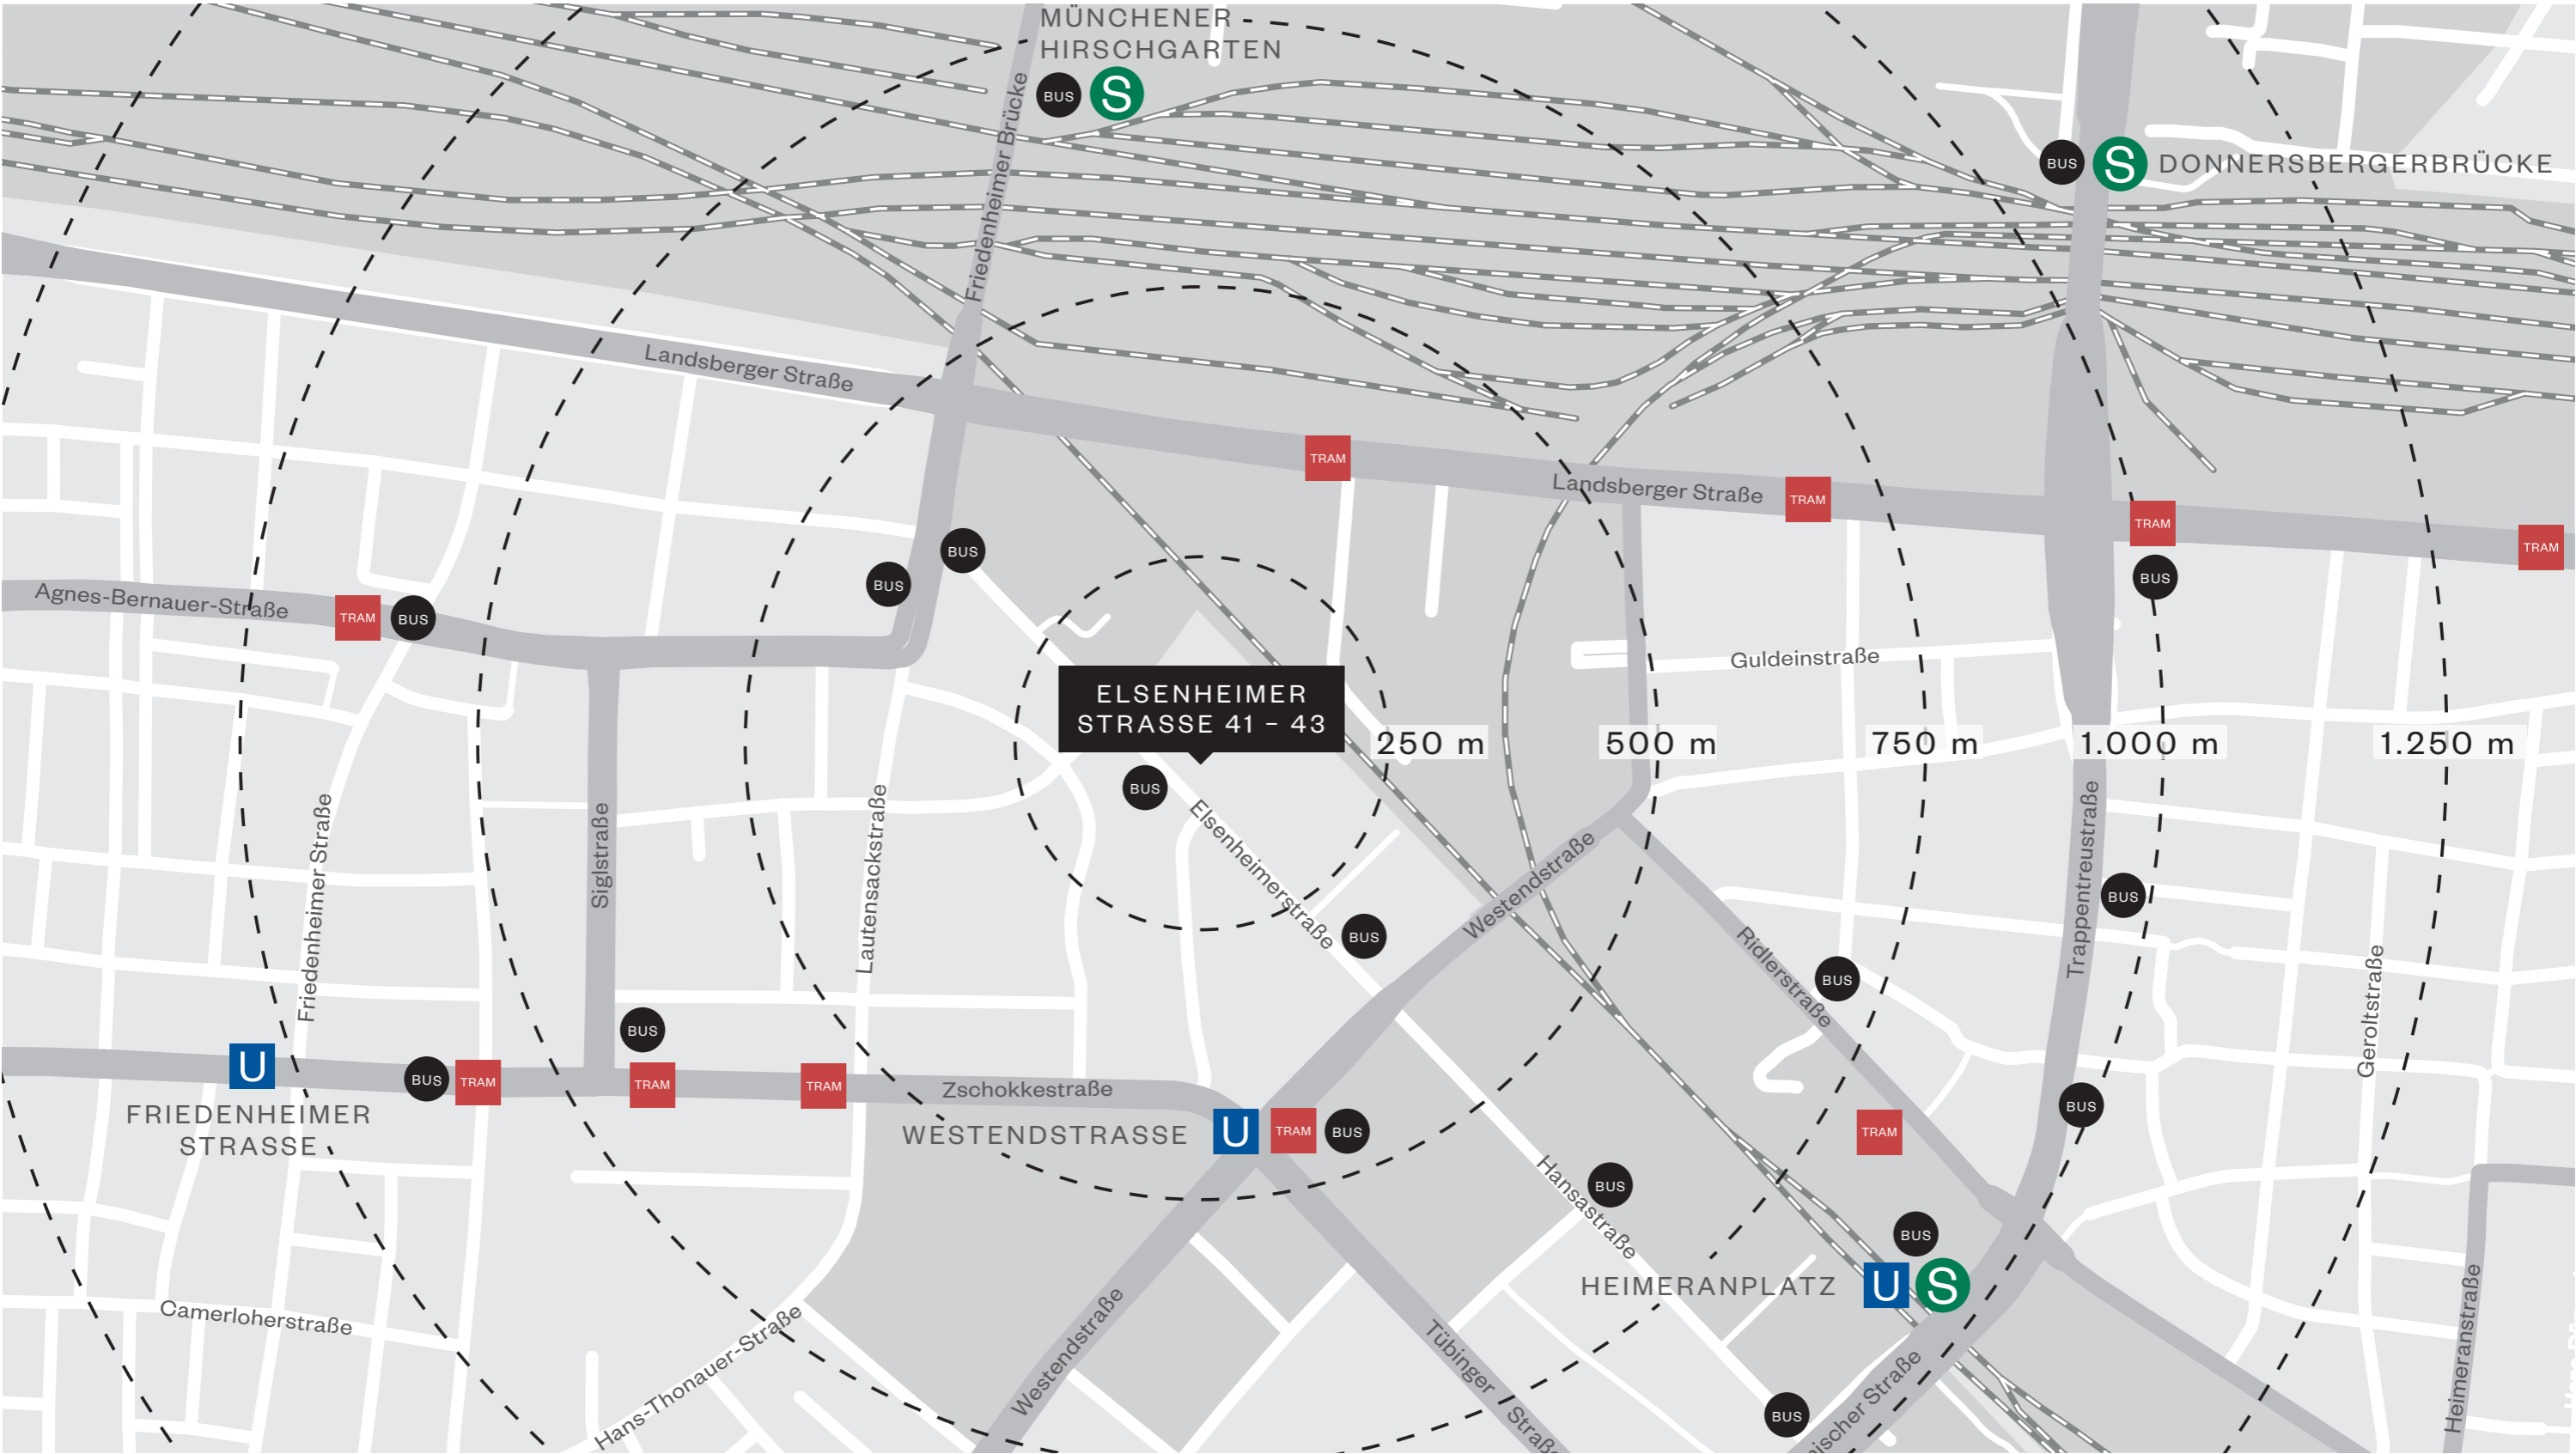 MÜNCHENER
HIRSCHGARTEN
BUS S
Friedenheimer Brücke
BUS S DONNERSBERGERBRÜCKE
Landsberger Straße
TRAM
Landsberger Straße
TRAM
TRAM
TRAM
BUS
BUS
BUS
Agnes-Bernauer-Straße
TRAM BUS
Guldeinstraße
ELSENHEIMER
STRASSE 41 – 43
250 m 500 m 750 m 1.000 m 1.250 m
BUS
Elsenheimerstraße
Friedenheimer Straße
Siglstraße
Lautensackstraße
Westendstraße
Trappentreustraße
BUS
BUS
Ridlerstraße
BUS
Geroltstraße
BUS
U
BUS TRAM
TRAM
TRAM
Zschokkestraße
FRIEDENHEIMER
STRASSE
WESTENDSTRASSE U TRAM BUS
TRAM
BUS
Hansastraße
BUS
BUS
HEIMERANPLATZ U S
Camerloherstraße
Hans-Thonauer-Straße
Westendstraße
Tübinger Straße
BUS
ischer Straße
Heimeranstraße